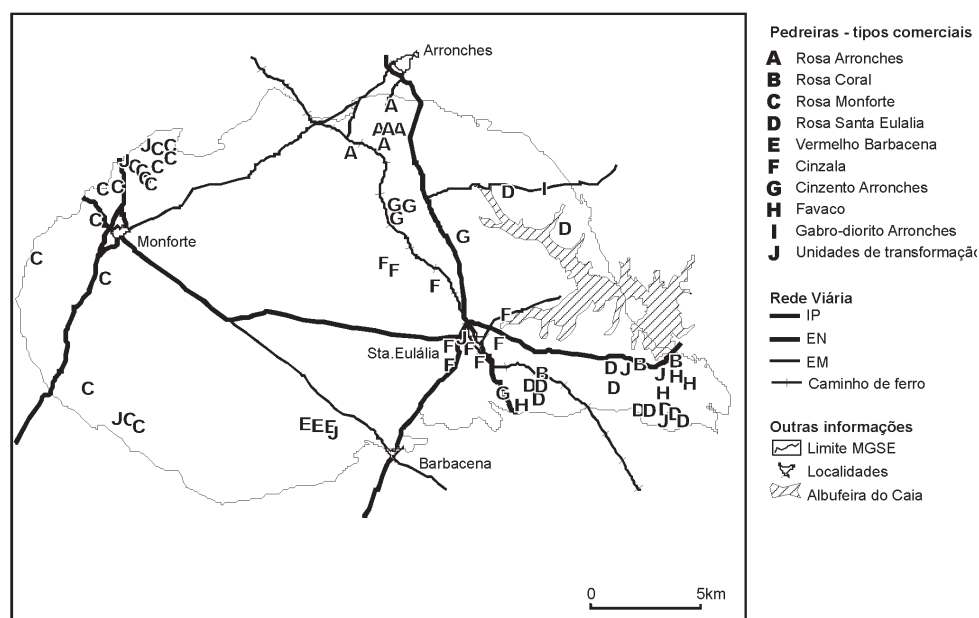 Arronches
A
A A A
A
A
J C C
J C C C
C C
C C
C C
C
Monforte
C
C
D
I
D
G G
G
G
F F
F
F
F
J
F
F
Sta.Eulália
F
F
G
H
B
D D
D
D J B
B
D
J H H
H
D D D D
J D
C
J C C
E E E J
Barbacena
0 5km
Pedreiras - tipos comerciais
A Rosa Arronches
B Rosa Coral
C Rosa Monforte
D Rosa Santa Eulalia
E Vermelho Barbacena
F Cinzala
G Cinzento Arronches
H Favaco
I Gabro-diorito Arronches
J Unidades de transformação
Rede Viária
IP
EN
EM
Caminho de ferro
Outras informações
Limite MGSE
Localidades
Albufeira do Caia